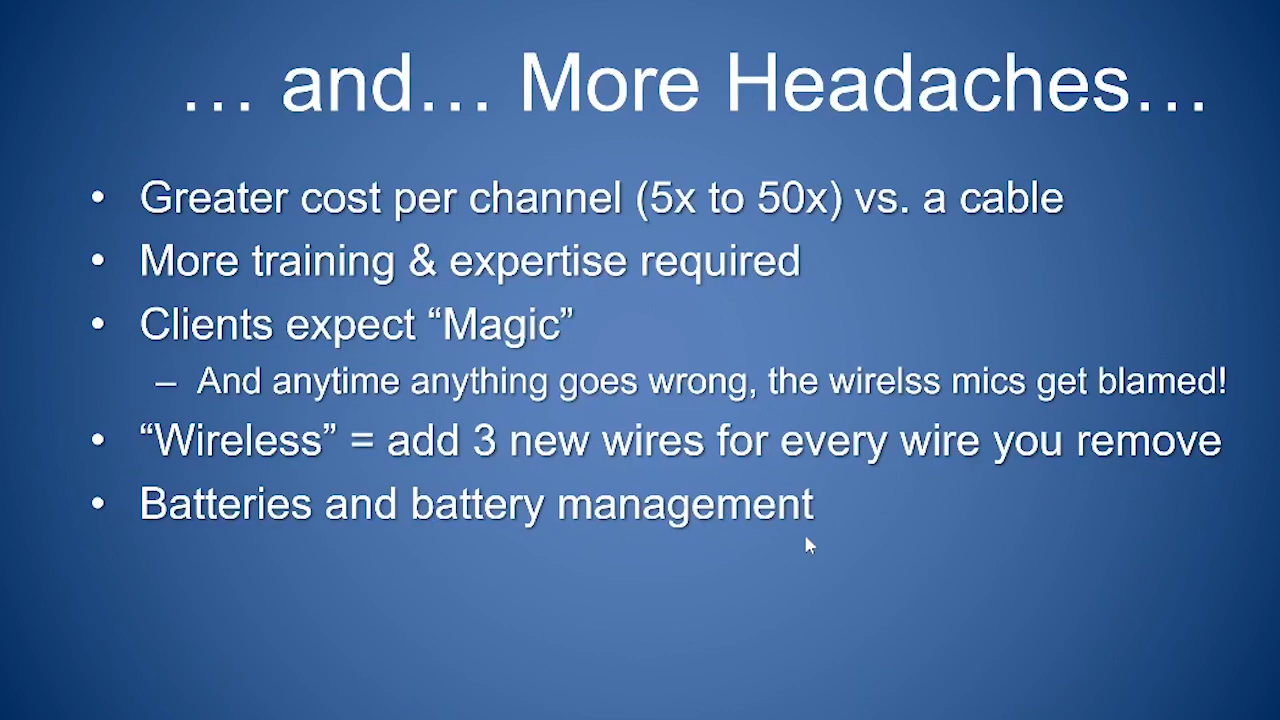 … and… More Headaches…
• Greater cost per channel (5x to 50x) vs. a cable
• More training & expertise required
• Clients expect “Magic”
– And anytime anything goes wrong, the wirelss mics get blamed!
• “Wireless” = add 3 new wires for every wire you remove
• Batteries and battery management